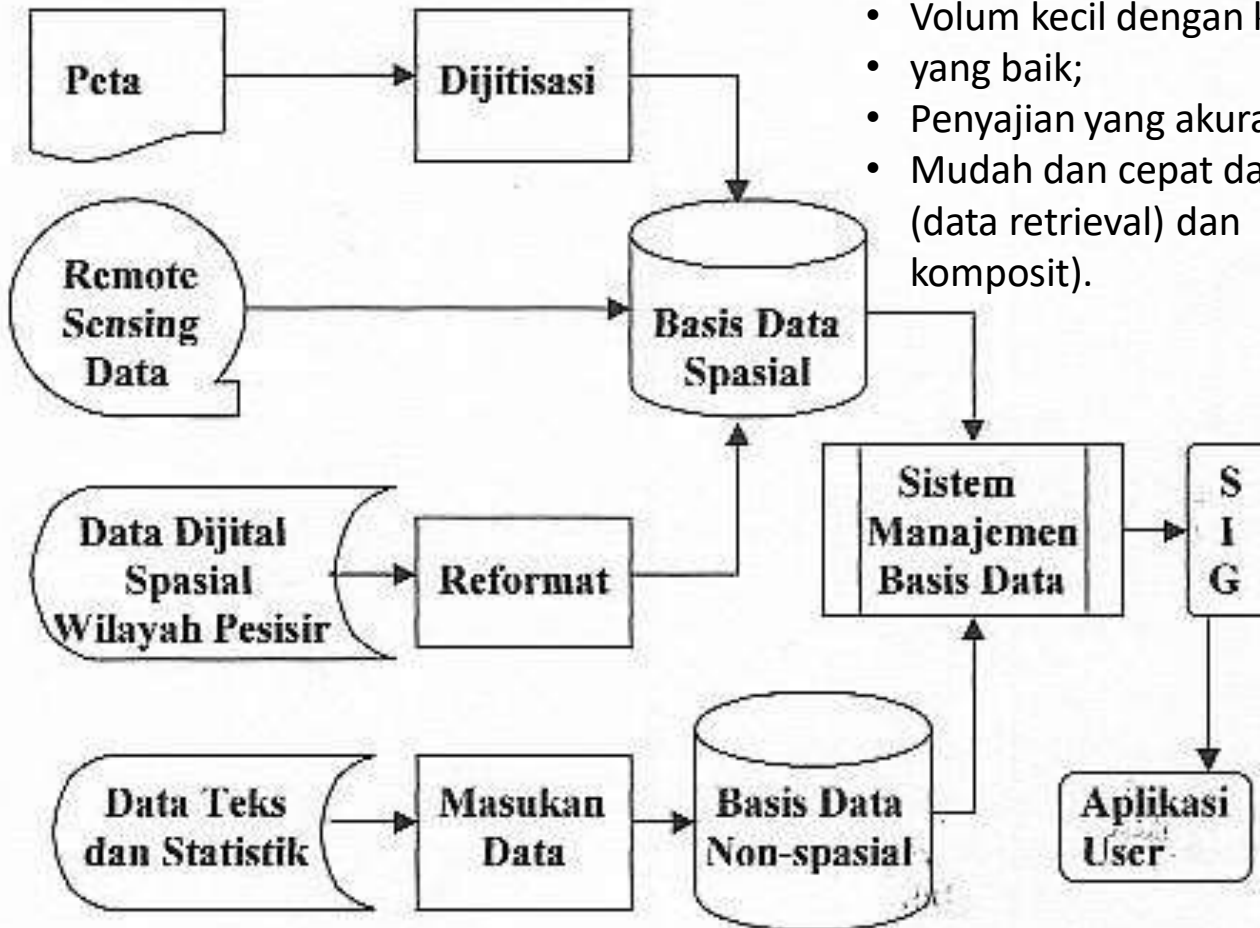 • Volum kecil dengan
• yang baik;
• Penyajian yang
• Mudah dan cepat
(data retrieval) dan
komposit).
Peta
Dijitisasi
Remote
Sensing
Data
Basis Data
Spasial
Data Dijital
Spasial
Wilayah Pesisir
Reformat
Sistem
Manajemen
Basis Data
S
I
G
Data Teks
dan Statistik
Masukan
Data
Basis Data
Non-spasial
Aplikasi
User